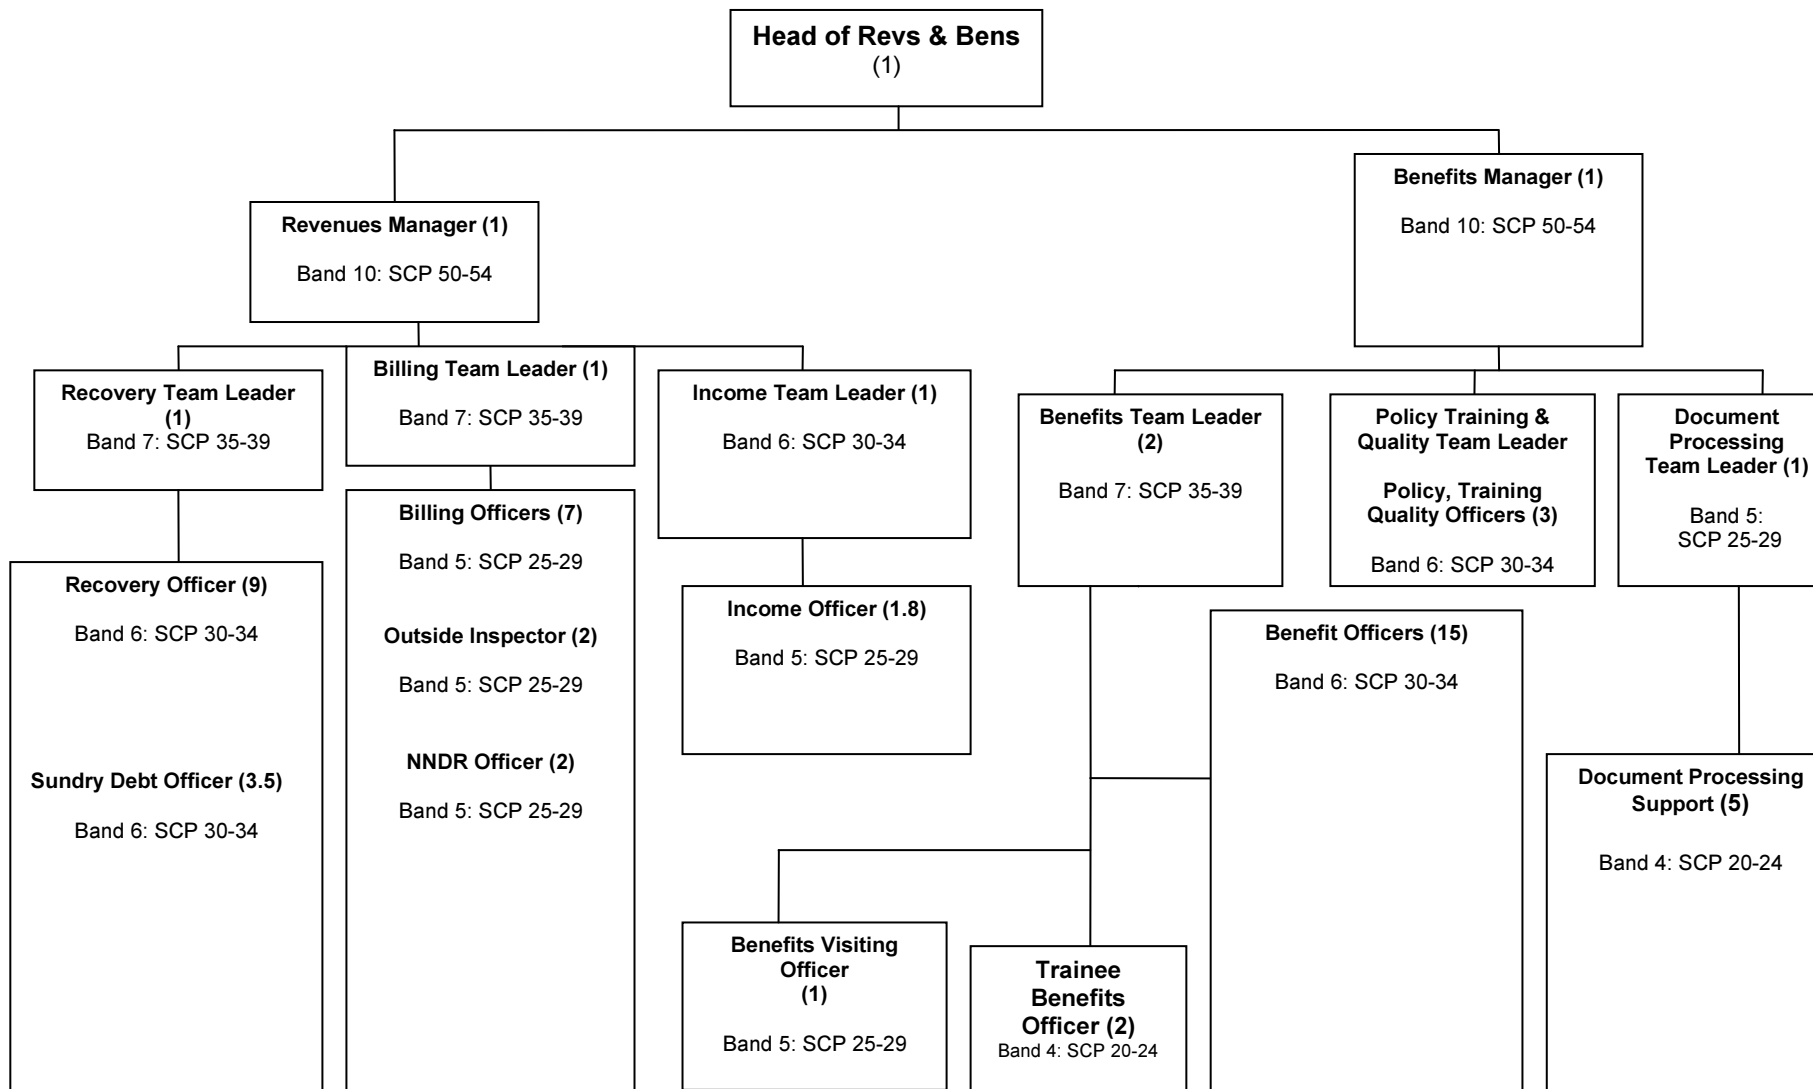 Head of Revs & Bens
(1)
Benefits Manager (1)
Band 10: SCP 50-54
Revenues Manager (1)
Band 10: SCP 50-54
Recovery Team Leader
(1)
Band 7: SCP 35-39
Billing Team Leader (1)
Band 7: SCP 35-39
Income Team Leader (1)
Band 6: SCP 30-34
Benefits Team Leader
(2)
Band 7: SCP 35-39
Policy Training &
Quality Team Leader
Policy, Training
Quality Officers (3)
Band 6: SCP 30-34
Document
Processing
Team Leader (1)
Band 5:
SCP 25-29
Recovery Officer (9)
Band 6: SCP 30-34
Sundry Debt Officer (3.5)
Band 6: SCP 30-34
Billing Officers (7)
Band 5: SCP 25-29
Outside Inspector (2)
Band 5: SCP 25-29
NNDR Officer (2)
Band 5: SCP 25-29
Income Officer (1.8)
Band 5: SCP 25-29
Benefit Officers (15)
Band 6: SCP 30-34
Document Processing
Support (5)
Band 4: SCP 20-24
Benefits Visiting
Officer
(1)
Band 5: SCP 25-29
Trainee
Benefits
Officer (2)
Band 4: SCP 20-24